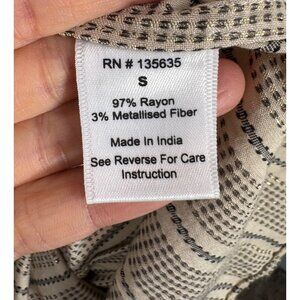 RN # 135635
S
97% Rayon
3% Metallised Fiber
Made In India
See Reverse For Care
Instruction